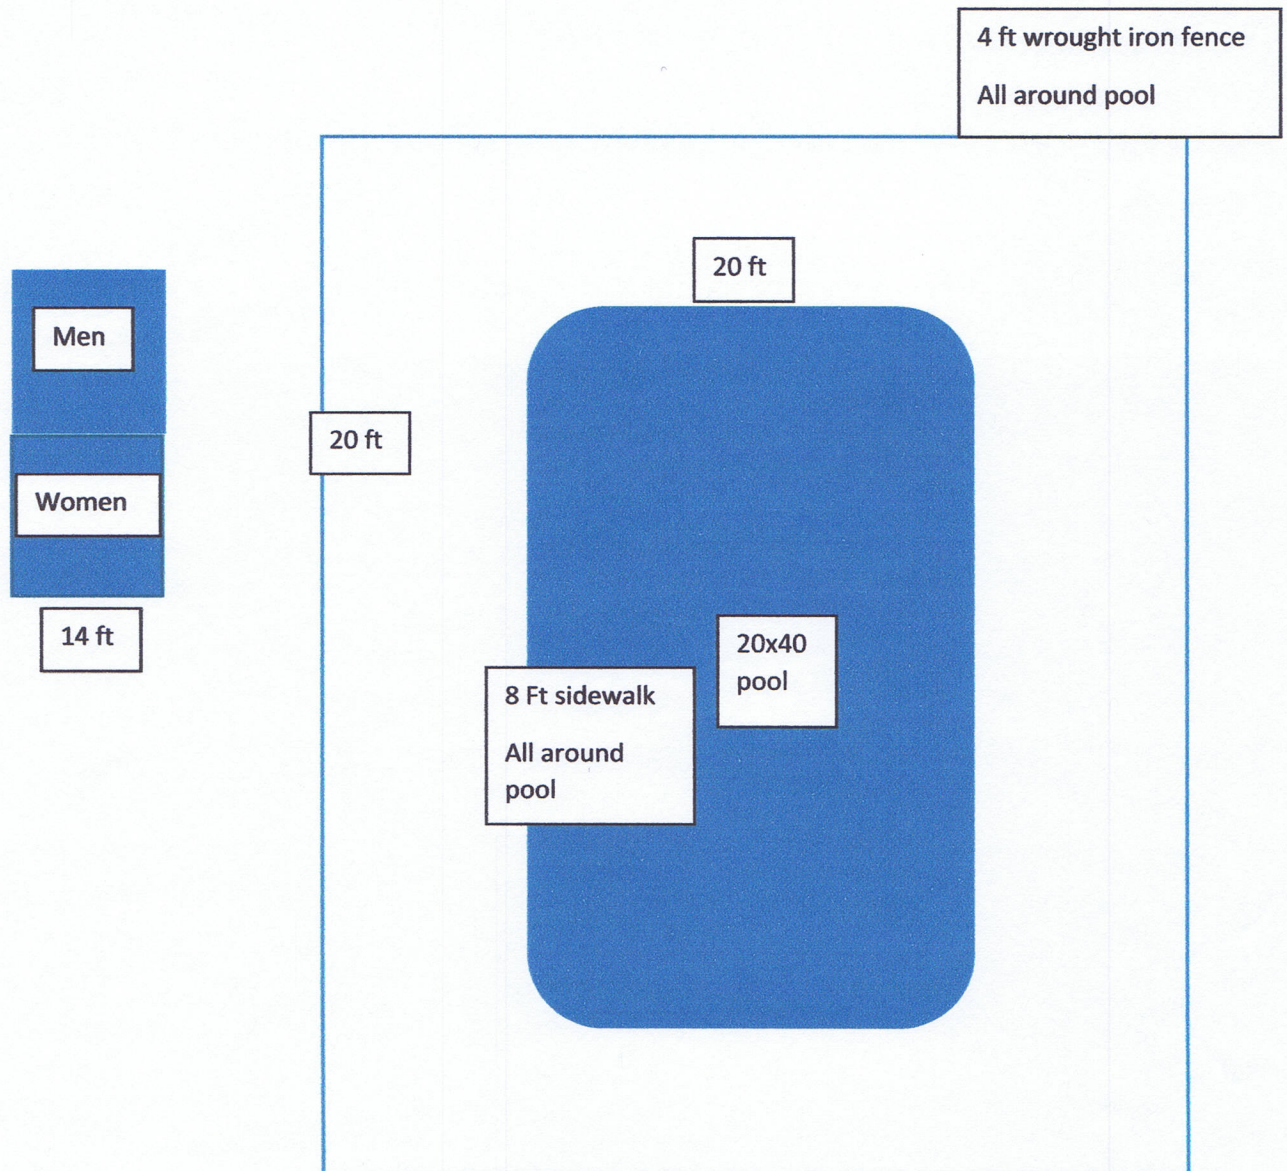 4 ft wrought iron fence
All around pool
20 ft
Men
20 ft
Women
14 ft
20x40
pool
8 Ft sidewalk
All around
pool